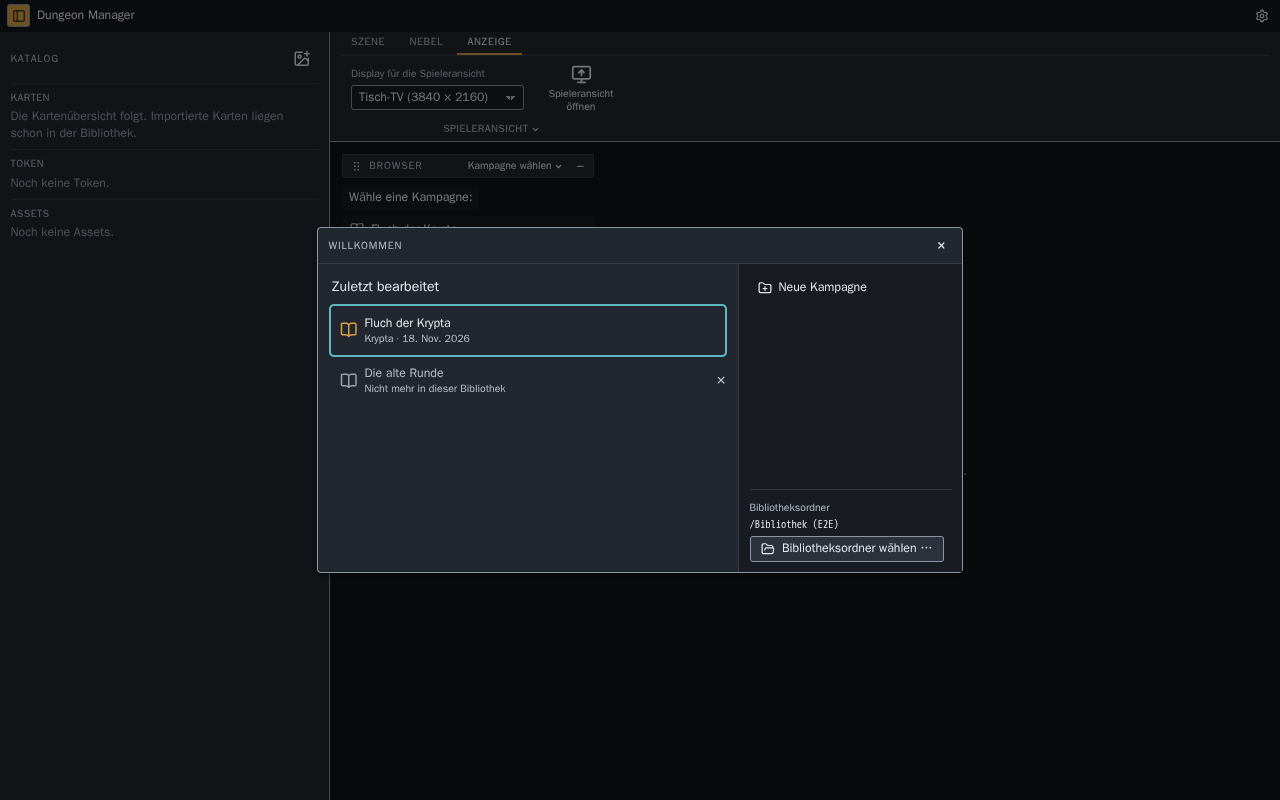 Dungeon Manager
KATALOG
KARTEN
Die Kartenübersicht folgt. Importierte Karten liegen
schon in der Bibliothek.
TOKEN
Noch keine Token.
ASSETS
Noch keine Assets.
SZENE
NEBEL
ANZEIGE
Display für die Spieleransicht
Tisch-TV (3840 × 2160)
Spieleransicht
öffnen
SPIELERANSICHT
BROWSER
Kampagne wählen
Wähle eine Kampagne:
Fluch der Krypta
WILLKOMMEN
Zuletzt bearbeitet
Fluch der Krypta
Krypta · 18. Nov. 2026
Die alte Runde
Nicht mehr in dieser Bibliothek
Neue Kampagne
Bibliotheksordner
/Bibliothek (E2E)
Bibliotheksordner wählen ···